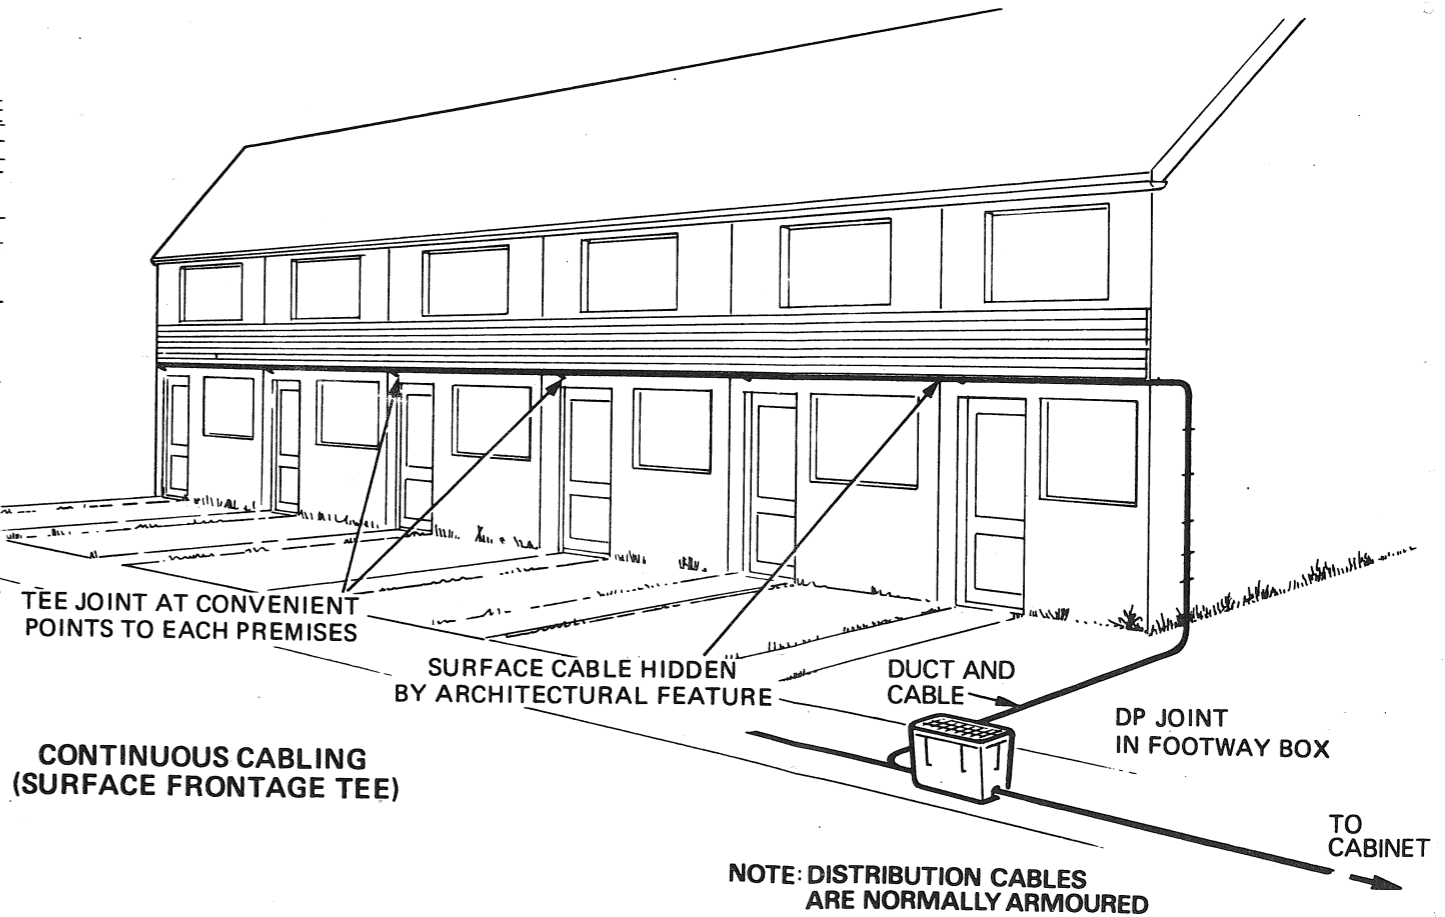 TEE JOINT AT CONVENIENT
POINTS TO EACH PREMISES
SURFACE CABLE HIDDEN
BY ARCHITECTURAL FEATURE
DUCT AND
CABLE
DP JOINT
IN FOOTWAY BOX
CONTINUOUS CABLING
(SURFACE FRONTAGE TEE)
TO
CABINET
NOTE: DISTRIBUTION CABLES
ARE NORMALLY ARMOURED